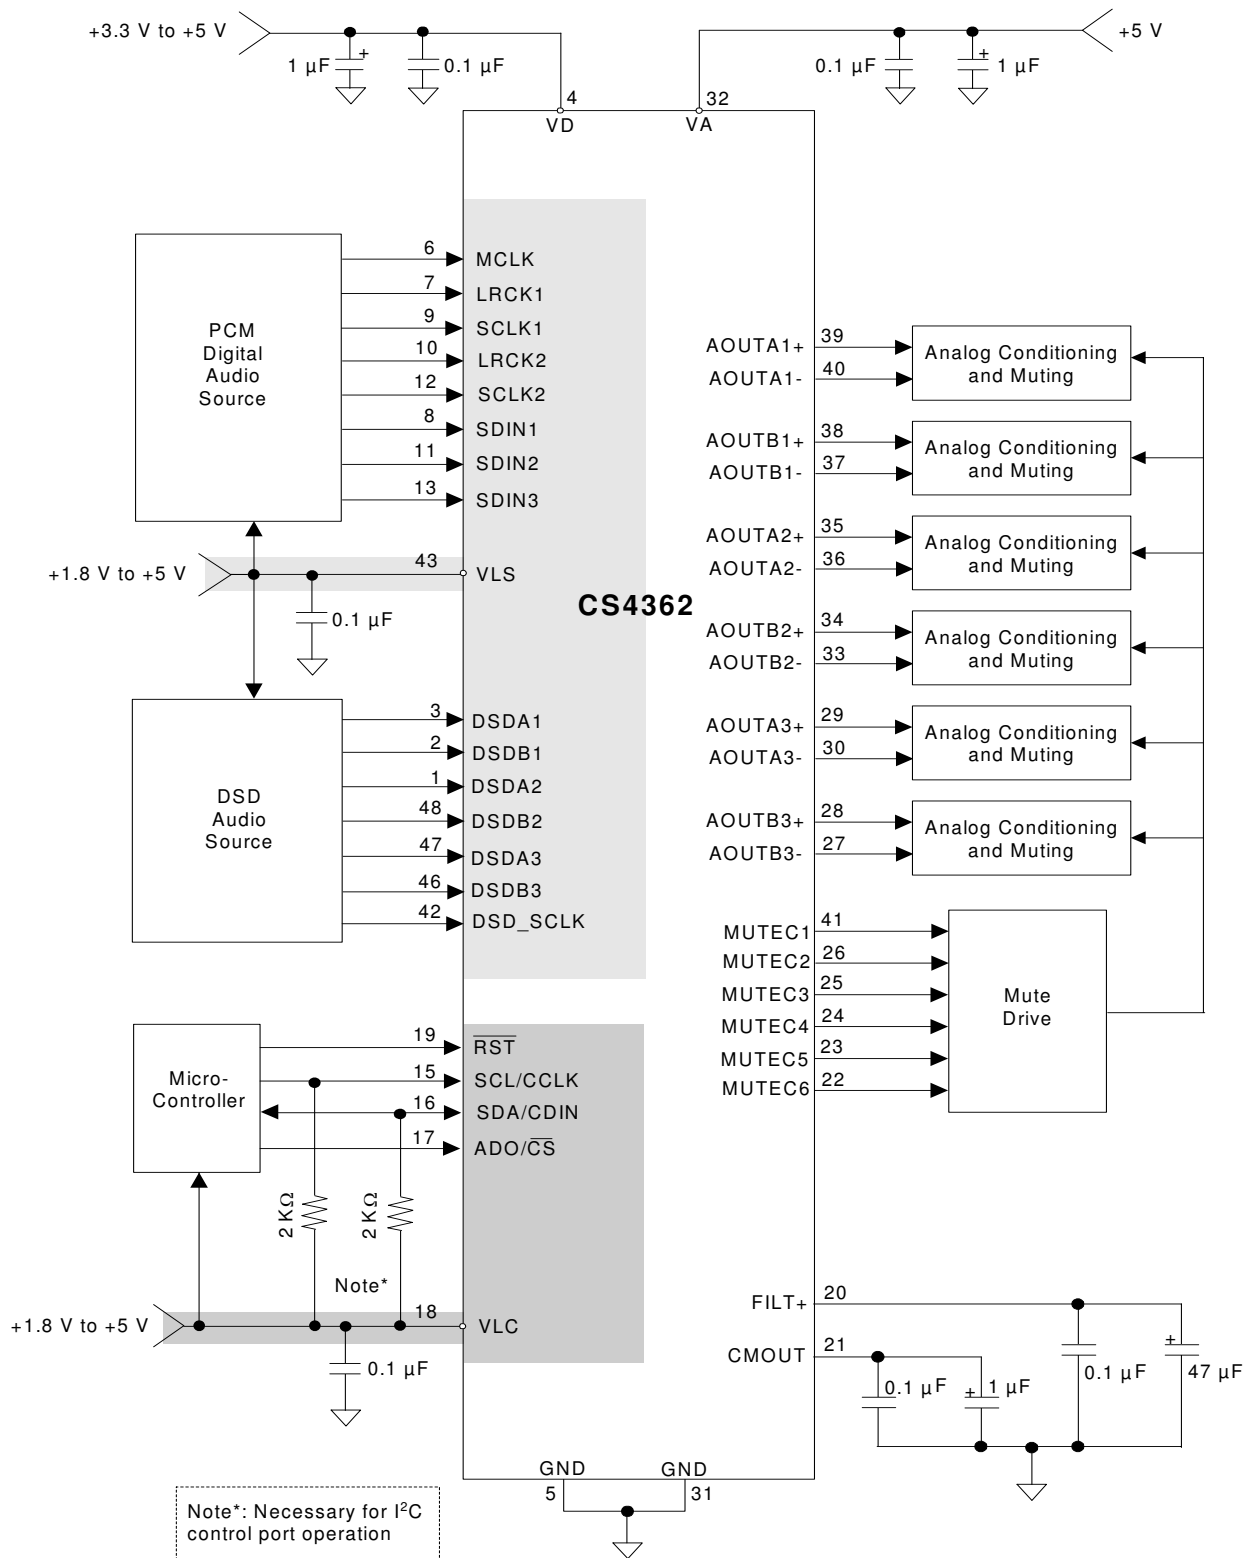 +3.3 V to +5 V
1 µF
+
0.1 µF
0.1 µF
+
1 µF
+5 V
4
VD
32
VA
PCM
Digital
Audio
Source
6
MCLK
7
LRCK1
9
SCLK1
10
LRCK2
12
SCLK2
8
SDIN1
11
SDIN2
13
SDIN3
+1.8 V to +5 V
43
VLS
0.1 µF
CS4362
DSD
Audio
Source
3
DSDA1
2
DSDB1
1
DSDA2
48
DSDB2
47
DSDA3
46
DSDB3
42
DSD_SCLK
Micro-
Controller
19
RST
15
SCL/CCLK
16
SDA/CDIN
17
ADO/CS
2 KΩ
2 KΩ
Note*
+1.8 V to +5 V
18
VLC
0.1 µF
AOUTA1+
39
AOUTA1-
40
Analog Conditioning
and Muting
AOUTB1+
38
AOUTB1-
37
Analog Conditioning
and Muting
AOUTA2+
35
AOUTA2-
36
Analog Conditioning
and Muting
AOUTB2+
34
AOUTB2-
33
Analog Conditioning
and Muting
AOUTA3+
29
AOUTA3-
30
Analog Conditioning
and Muting
AOUTB3+
28
AOUTB3-
27
Analog Conditioning
and Muting
MUTEC1
41
MUTEC2
26
MUTEC3
25
MUTEC4
24
MUTEC5
23
MUTEC6
22
Mute
Drive
FILT+
20
CMOUT
21
0.1 µF
+
1 µF
0.1 µF
+
47 µF
GND
5
GND
31
Note*: Necessary for I²C
control port operation